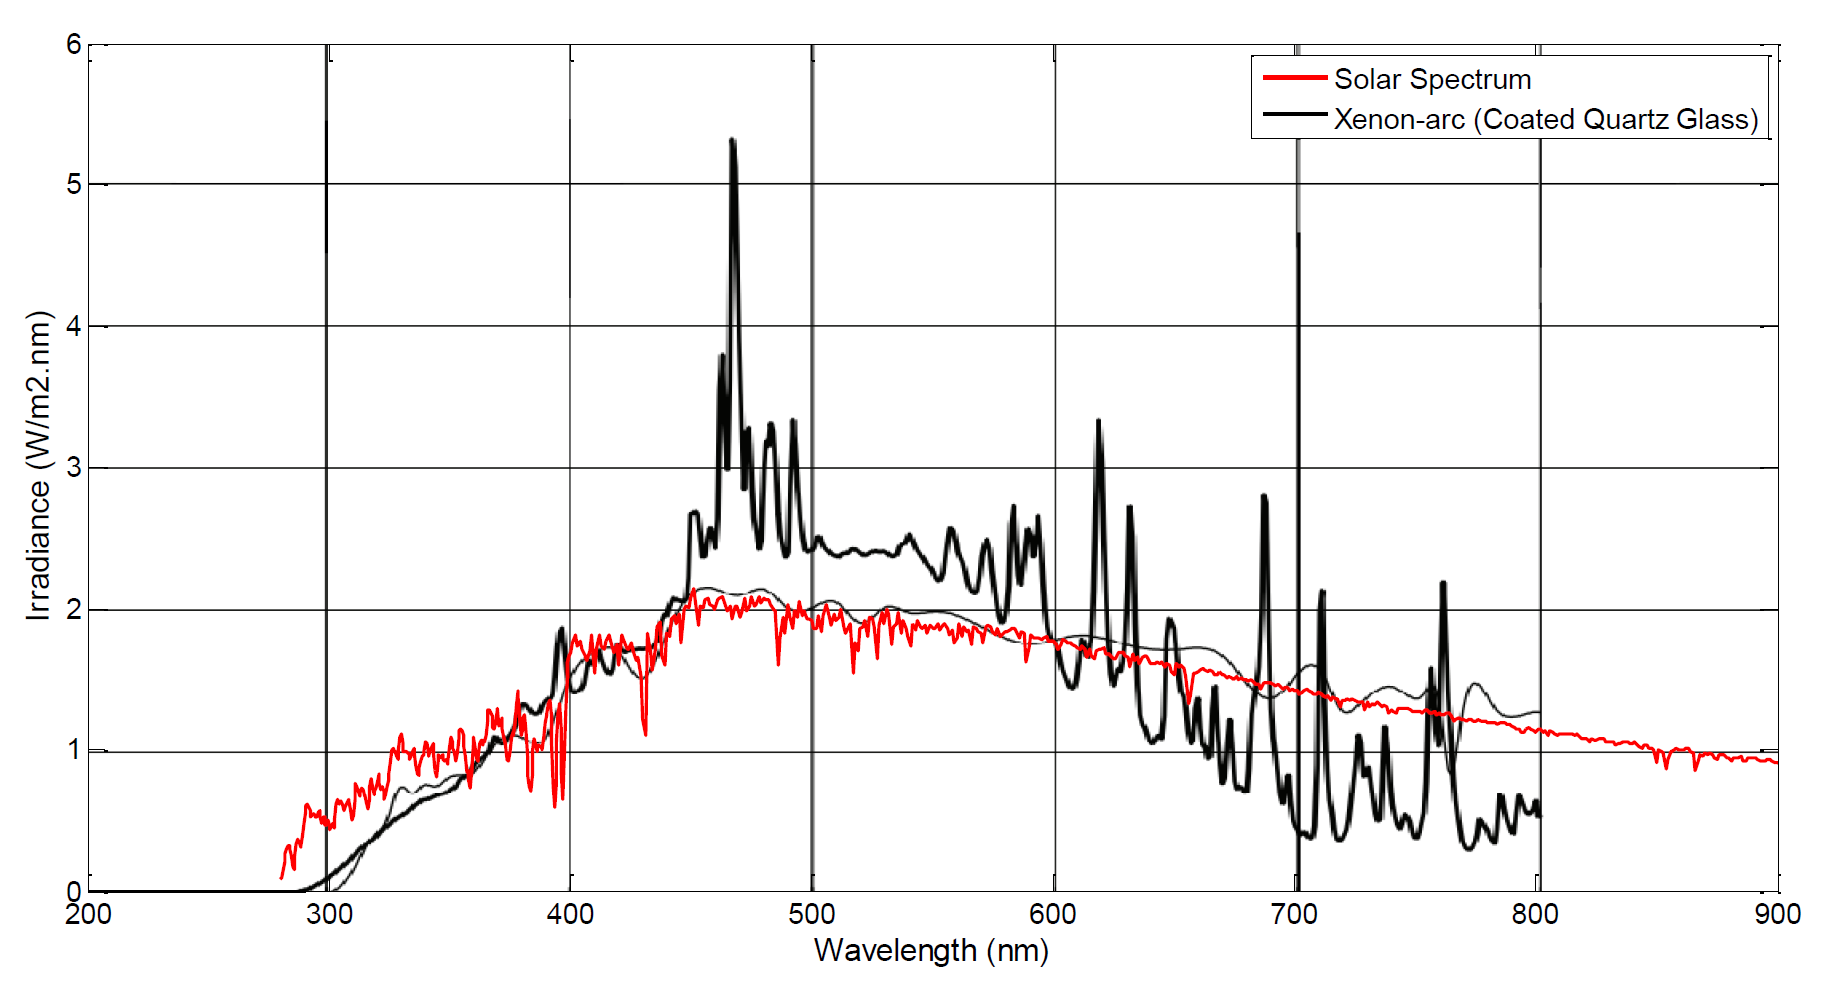 6
5
4
3
2
1
0
200 300 400 500 600 700 800 900
Irradiance (W/m2.nm)
Wavelength (nm)
Solar Spectrum
Xenon-arc (Coated Quartz Glass)